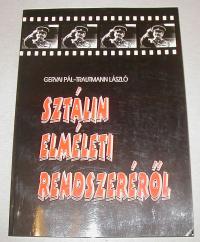 GERVAI PÁL-TRAUTMANN LÁSZLÓ
SZTÁLIN
ELMÉLETI
RENDSZERÉRŐL